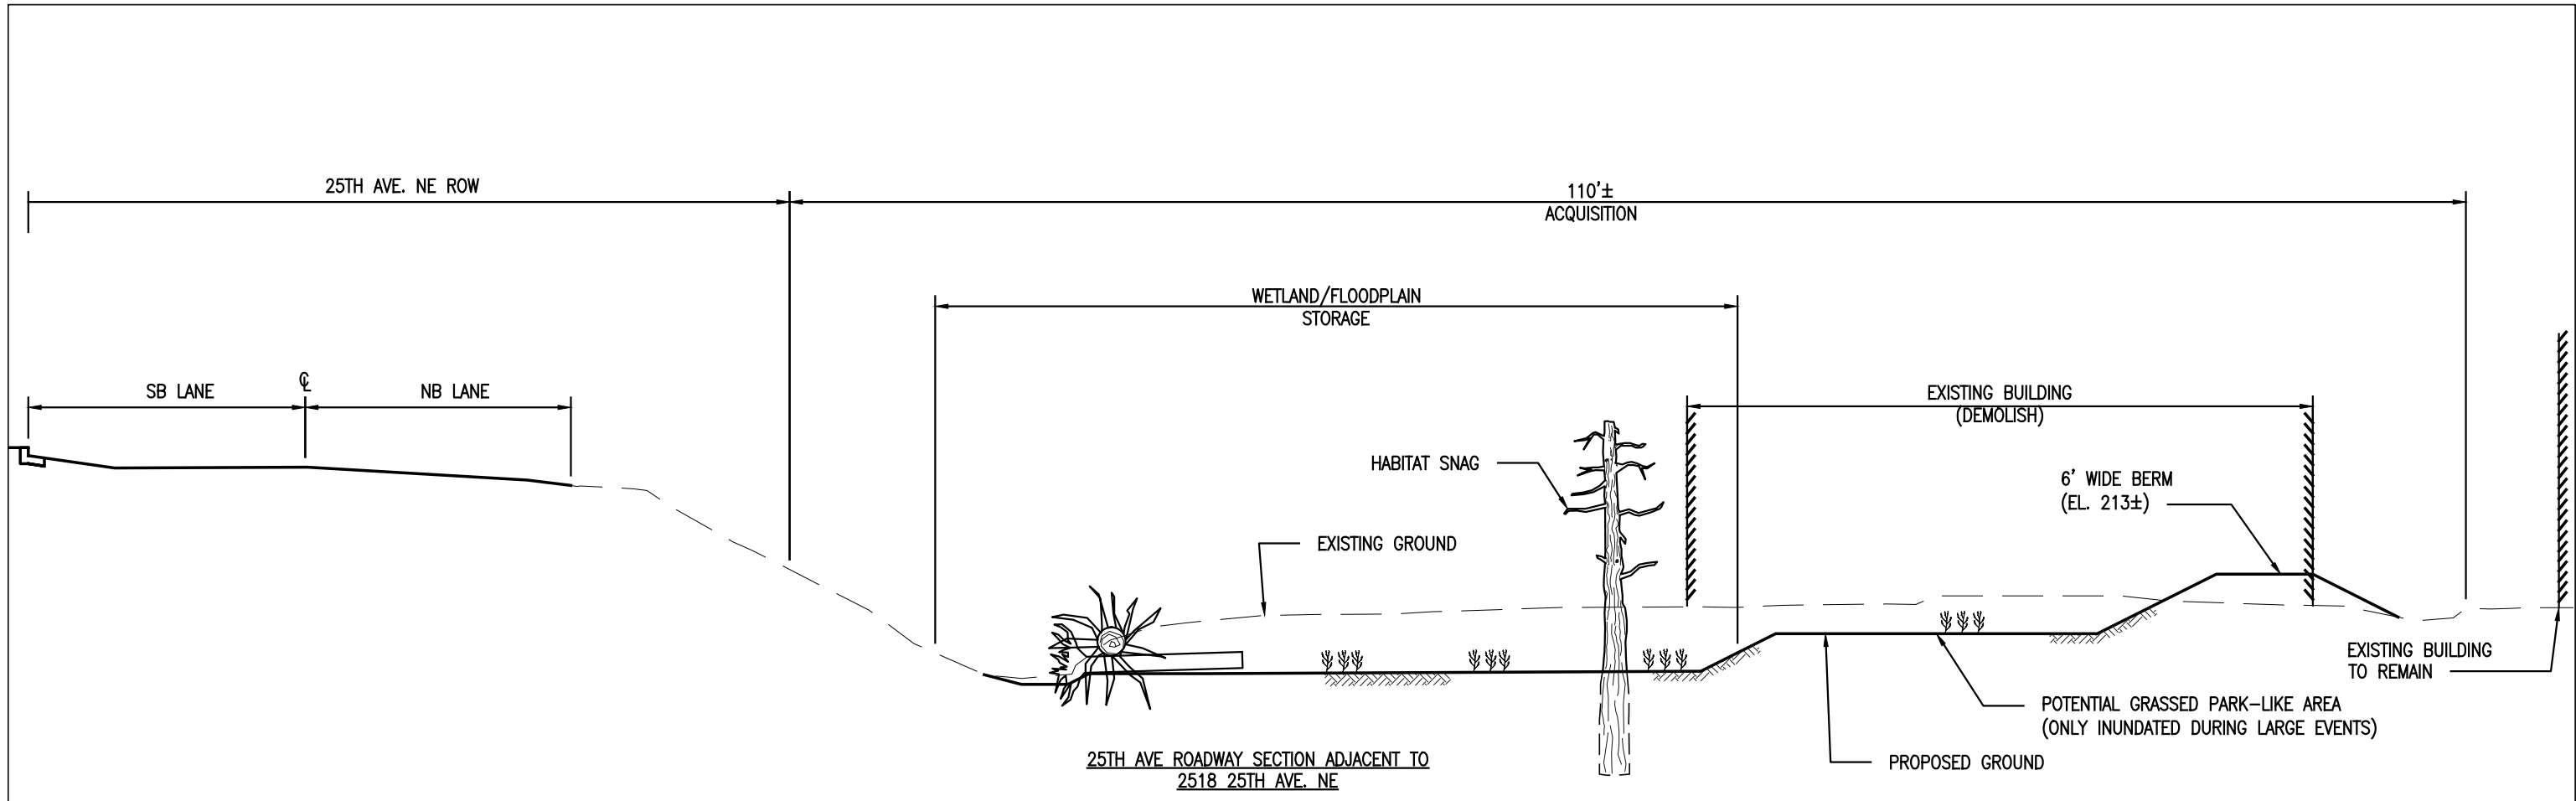 25TH AVE. NE ROW
110'±
ACQUISITION
WETLAND/FLOODPLAIN
STORAGE
SB LANE
℄
NB LANE
EXISTING BUILDING
(DEMOLISH)
HABITAT SNAG
6' WIDE BERM
(EL. 213±)
EXISTING GROUND
EXISTING BUILDING
TO REMAIN
POTENTIAL GRASSED PARK-LIKE AREA
(ONLY INUNDATED DURING LARGE EVENTS)
PROPOSED GROUND
25TH AVE ROADWAY SECTION ADJACENT TO
2518 25TH AVE. NE